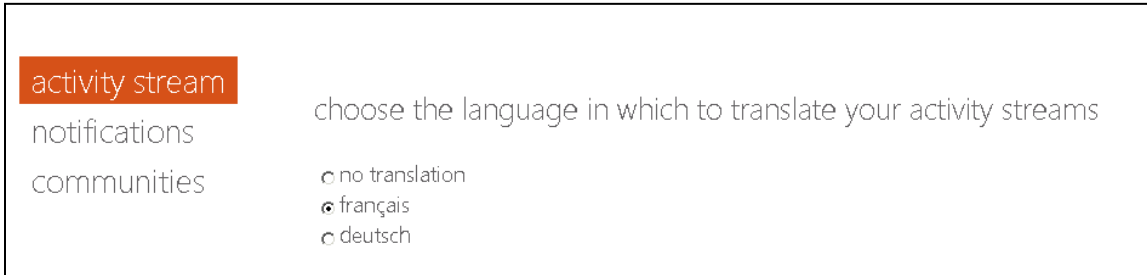 activity stream
notifications
communities
choose the language in which to translate your activity streams
no translation
français
deutsch